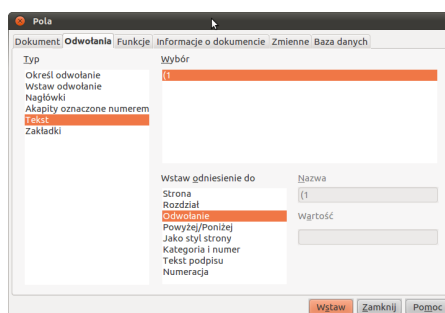 Pola
Dokument Odwołania Funkcje Informacje o dokumencie Zmienne Baza danych
Typ
Określ odwołanie
Wstaw odwołanie
Nagłówki
Akapity oznaczone numerem
Tekst
Zakładki
Wybór
(1
Wstaw odniesienie do
Strona
Rozdział
Odwołanie
Powyżej/Poniżej
Jako styl strony
Kategoria i numer
Tekst podpisu
Numeracja
Nazwa
(1
Wartość
Wstaw Zamknij Pomoc